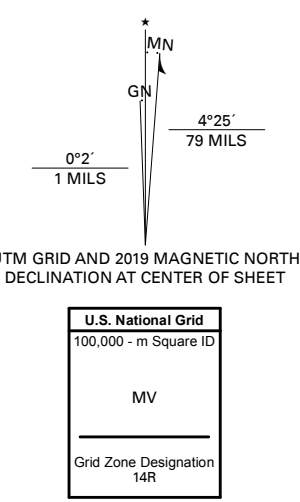 ★
MN
GN
4°25´
79 MILS
0°2´
1 MILS
UTM GRID AND 2019 MAGNETIC NORTH
DECLINATION AT CENTER OF SHEET
U.S. National Grid
100,000 - m Square ID
MV
Grid Zone Designation
14R